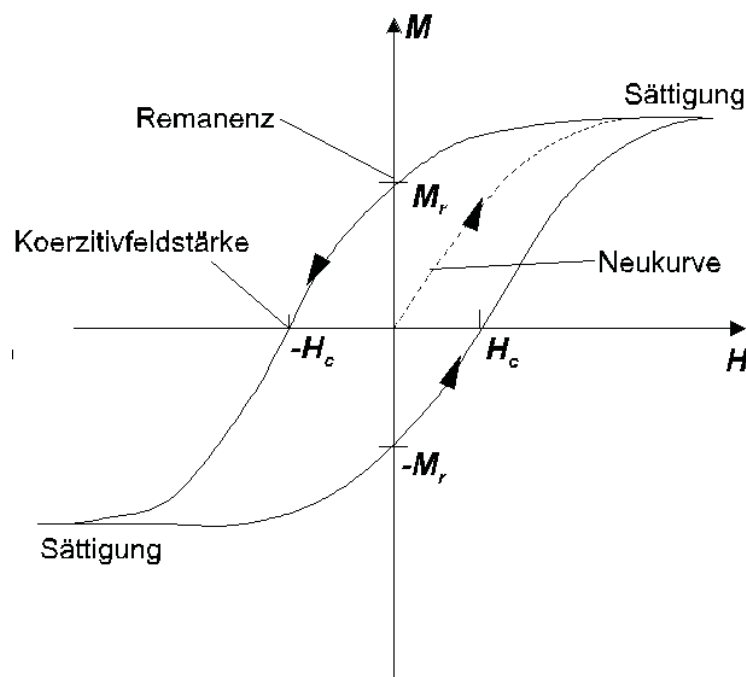 M
Sättigung
Remanenz
Mr
Koerzitivfeldstärke
Neukurve
-Hc
Hc
H
-Mr
Sättigung